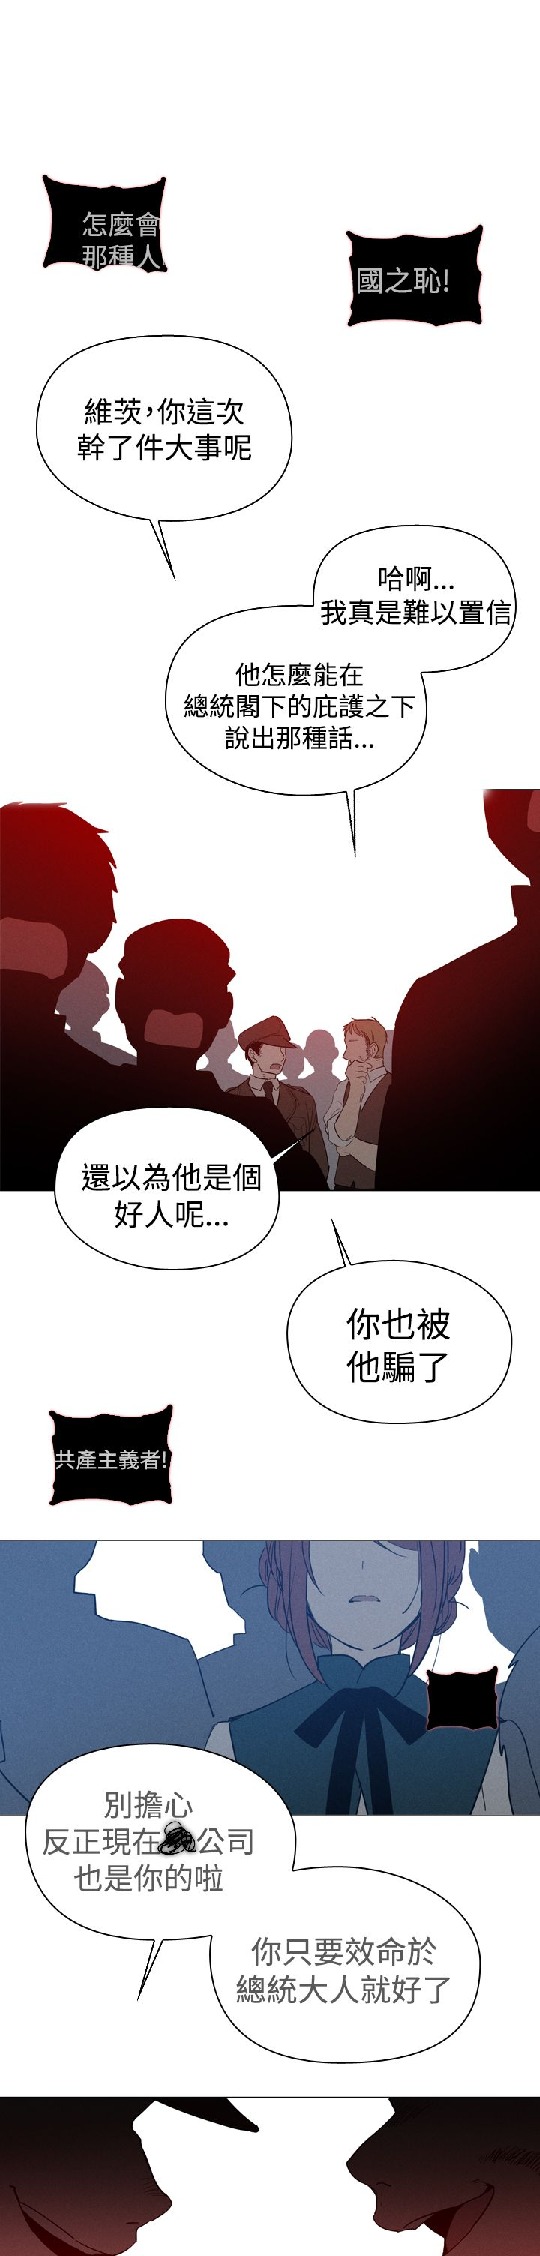 怎麼會
那種人
國之恥!
維茨,你這次
幹了件大事呢
哈啊...
我真是難以置信
他怎麼能在
總統閣下的庇護之下
說出那種話...
還以為他是個
好人呢...
你也被
他騙了
共產主義者!
別擔心
反正現在公司
也是你的啦
你只要效命於
總統大人就好了